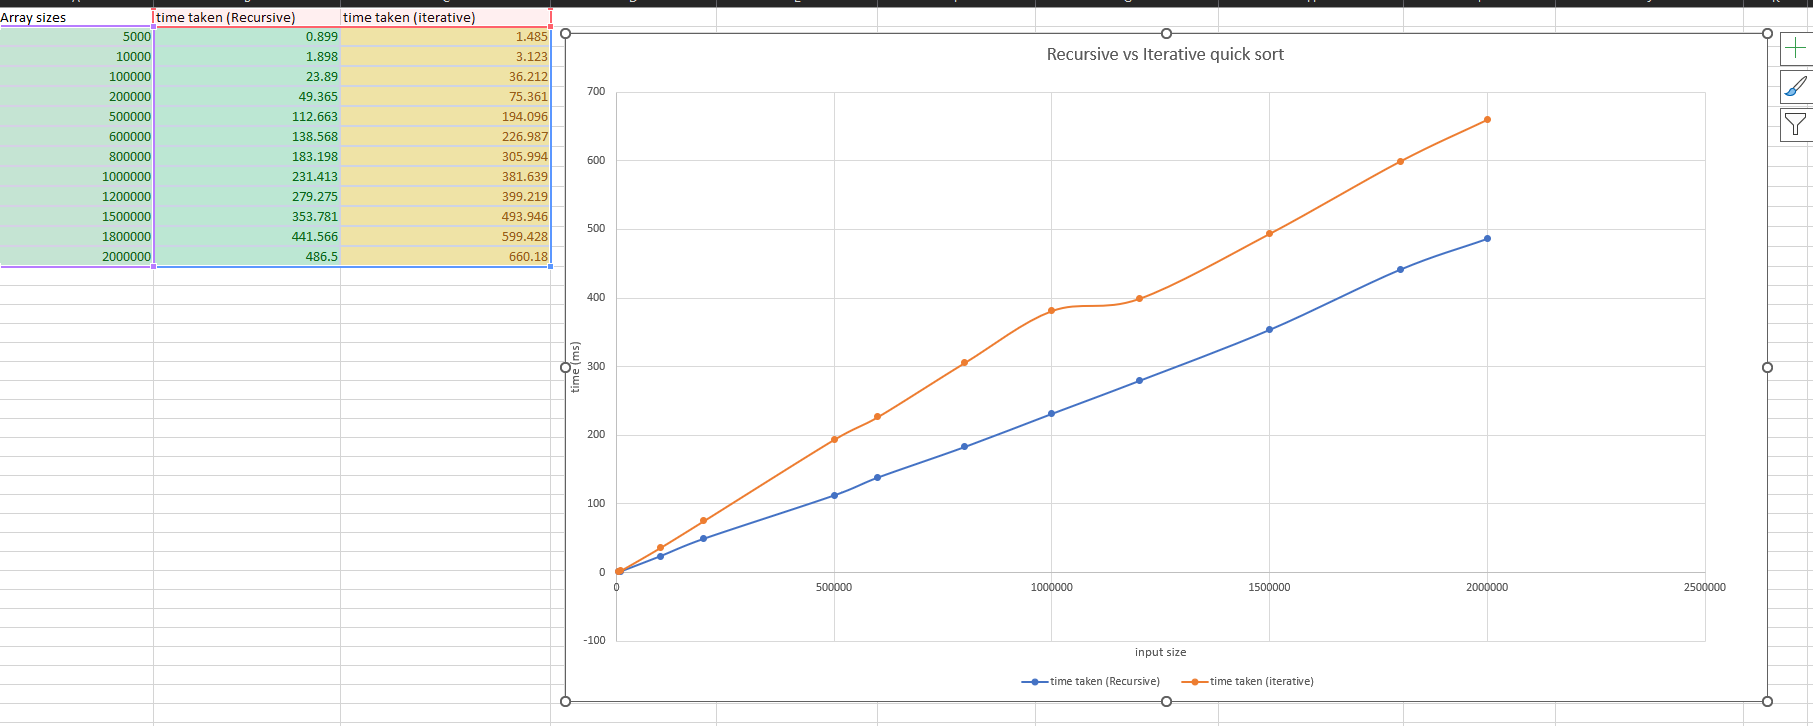 Array sizes time taken (Recursive) time taken (iterative)
5000 0.899 1.485
10000 1.898 3.123
100000 23.89 36.212
200000 49.365 75.361
500000 112.663 194.096
600000 138.568 226.987
800000 183.198 305.994
1000000 231.413 381.639
1200000 279.275 399.219
1500000 353.781 493.946
1800000 441.566 599.428
2000000 486.5 660.18
Recursive vs Iterative quick sort
700
600
500
400
300
200
100
0
-100
time (ms)
0 500000 1000000 1500000 2000000 2500000
input size
time taken (Recursive) time taken (iterative)